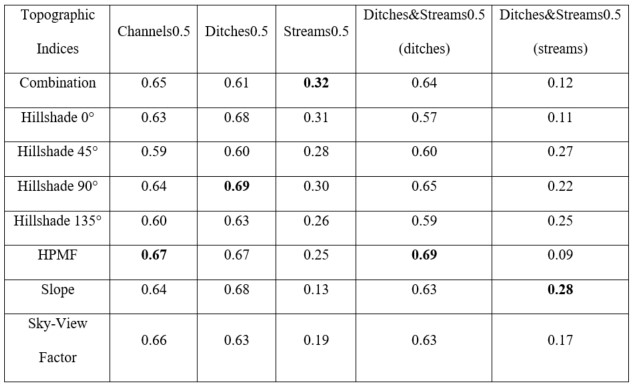 Topographic Indices Channels0.5 Ditches0.5 Streams0.5 Ditches&Streams0.5 (ditches) Ditches&Streams0.5 (streams)
Combination 0.65 0.61 0.32 0.64 0.12
Hillshade 0° 0.63 0.68 0.31 0.57 0.11
Hillshade 45° 0.59 0.60 0.28 0.60 0.27
Hillshade 90° 0.64 0.69 0.30 0.65 0.22
Hillshade 135° 0.60 0.63 0.26 0.59 0.25
HPMF 0.67 0.67 0.25 0.69 0.09
Slope 0.64 0.68 0.13 0.63 0.28
Sky-View Factor 0.66 0.63 0.19 0.63 0.17